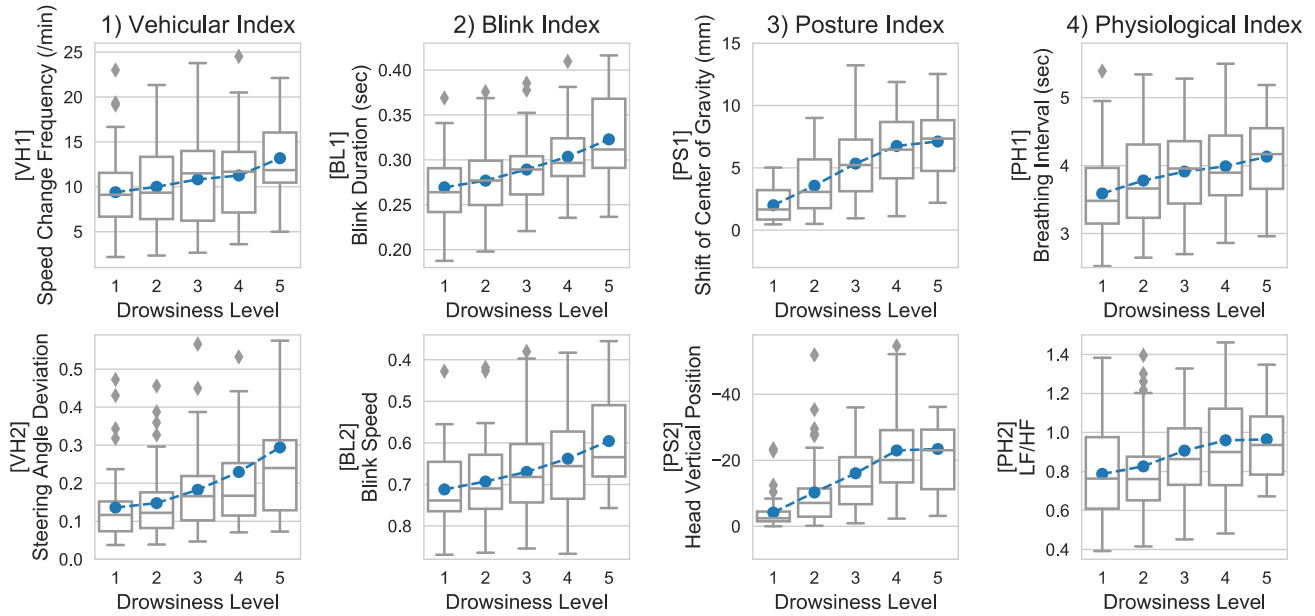 1) Vehicular Index
[VH1]
Speed Change Frequency (/min)
25
20
15
10
5
1 2 3 4 5
Drowsiness Level
2) Blink Index
[BL1]
Blink Duration (sec)
0.40
0.35
0.30
0.25
0.20
1 2 3 4 5
Drowsiness Level
3) Posture Index
[PS1]
Shift of Center of Gravity (mm)
15
10
5
0
1 2 3 4 5
Drowsiness Level
4) Physiological Index
[PH1]
Breathing Interval (sec)
5
4
3
1 2 3 4 5
Drowsiness Level
[VH2]
Steering Angle Deviation
0.5
0.4
0.3
0.2
0.1
0.0
1 2 3 4 5
Drowsiness Level
[BL2]
Blink Speed
0.4
0.5
0.6
0.7
0.8
1 2 3 4 5
Drowsiness Level
[PS2]
Head Vertical Position
−40
−20
0
1 2 3 4 5
Drowsiness Level
[PH2]
LF/HF
1.4
1.2
1.0
0.8
0.6
0.4
1 2 3 4 5
Drowsiness Level